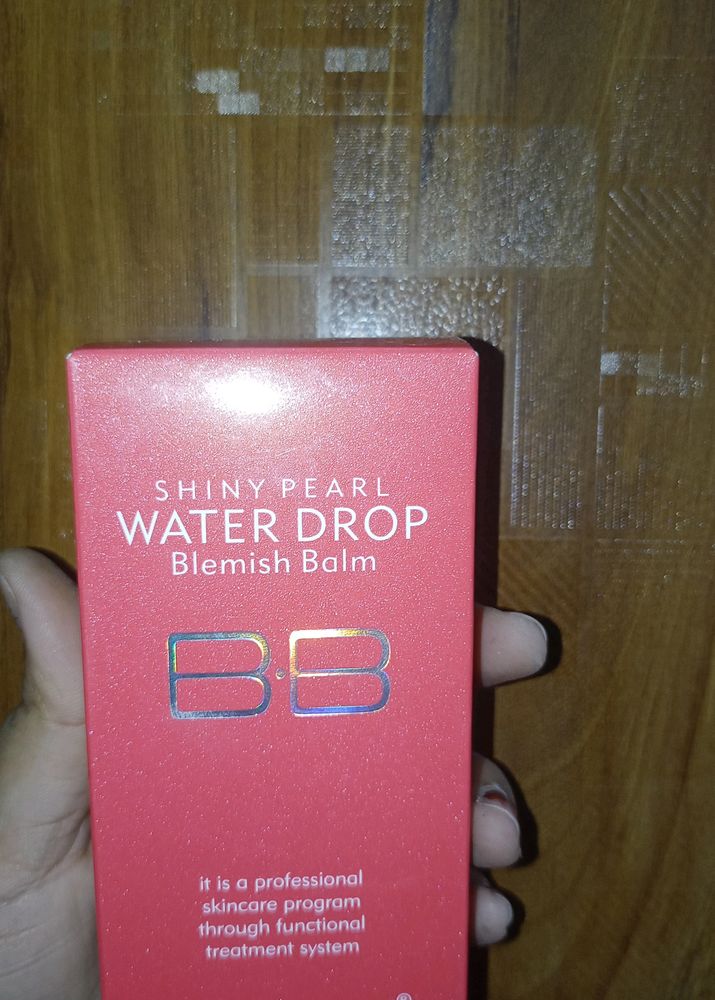 SHINY PEARL
WATER DROP
Blemish Balm
B·B
it is a professional
skincare program
through functional
treatment system
®